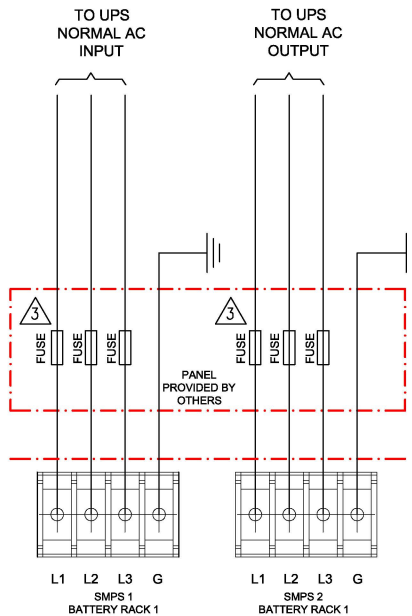 TO UPS
NORMAL AC
INPUT
TO UPS
NORMAL AC
OUTPUT
3
FUSE
FUSE
FUSE
3
FUSE
FUSE
FUSE
PANEL
PROVIDED BY
OTHERS
L1 L2 L3 G
SMPS 1
BATTERY RACK 1
L1 L2 L3 G
SMPS 2
BATTERY RACK 1